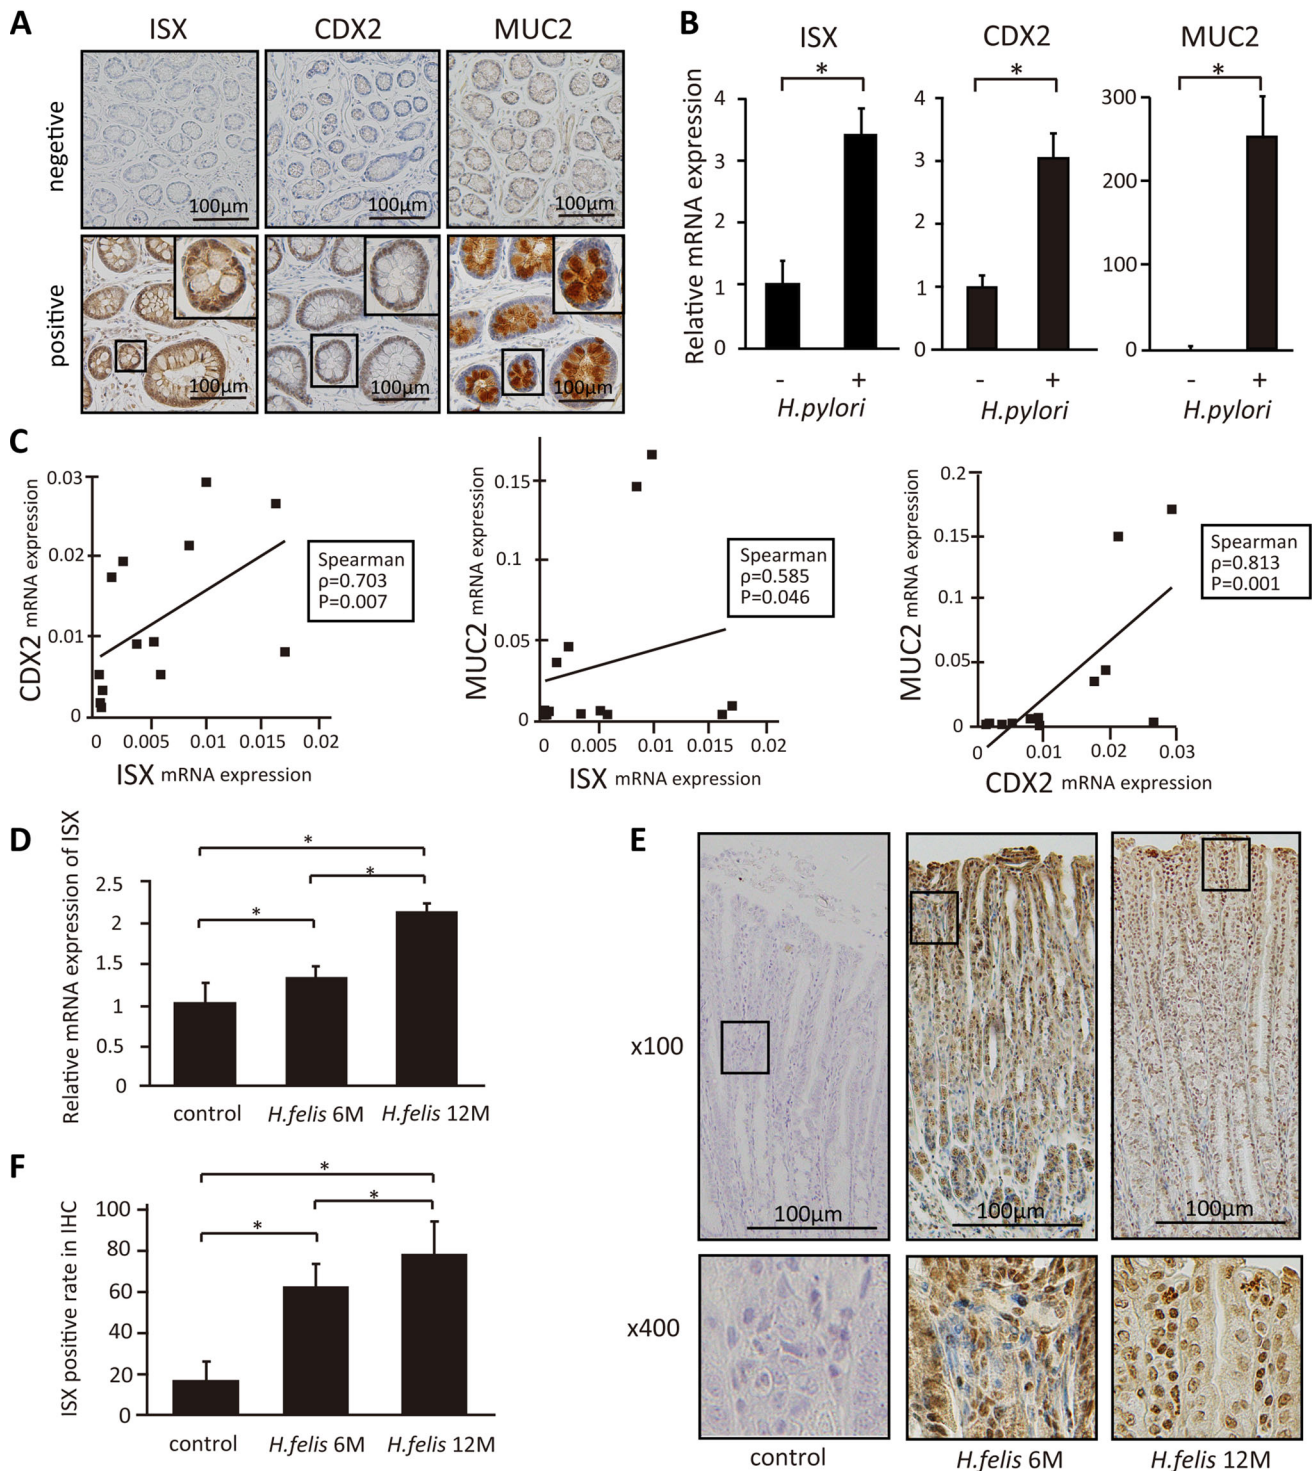 A
ISX CDX2 MUC2
negetive
100μm 100μm 100μm
positive
100μm 100μm 100μm
B
ISX CDX2 MUC2
* * *
Relative mRNA expression
4 3 2 1 0
4 3 2 1 0
300 200 100 0
- + - + - +
H.pylori H.pylori H.pylori
C
CDX2 mRNA expression
0.03
0.02
0.01
0
0 0.005 0.01 0.015 0.02
ISX mRNA expression
Spearman
ρ=0.703
P=0.007
MUC2 mRNA expression
0.15
0.1
0.05
0
0 0.005 0.01 0.015 0.02
ISX mRNA expression
Spearman
ρ=0.585
P=0.046
MUC2 mRNA expression
0.2
0.15
0.1
0.05
0
0 0.01 0.02 0.03
CDX2 mRNA expression
Spearman
ρ=0.813
P=0.001
D
Relative mRNA expression of ISX
2.5
2
1.5
1
0.5
0
* * *
control H.felis 6M H.felis 12M
E
x100
100μm 100μm 100μm
x400
control H.felis 6M H.felis 12M
F
ISX positive rate in IHC
100
80
60
40
20
0
* * *
control H.felis 6M H.felis 12M